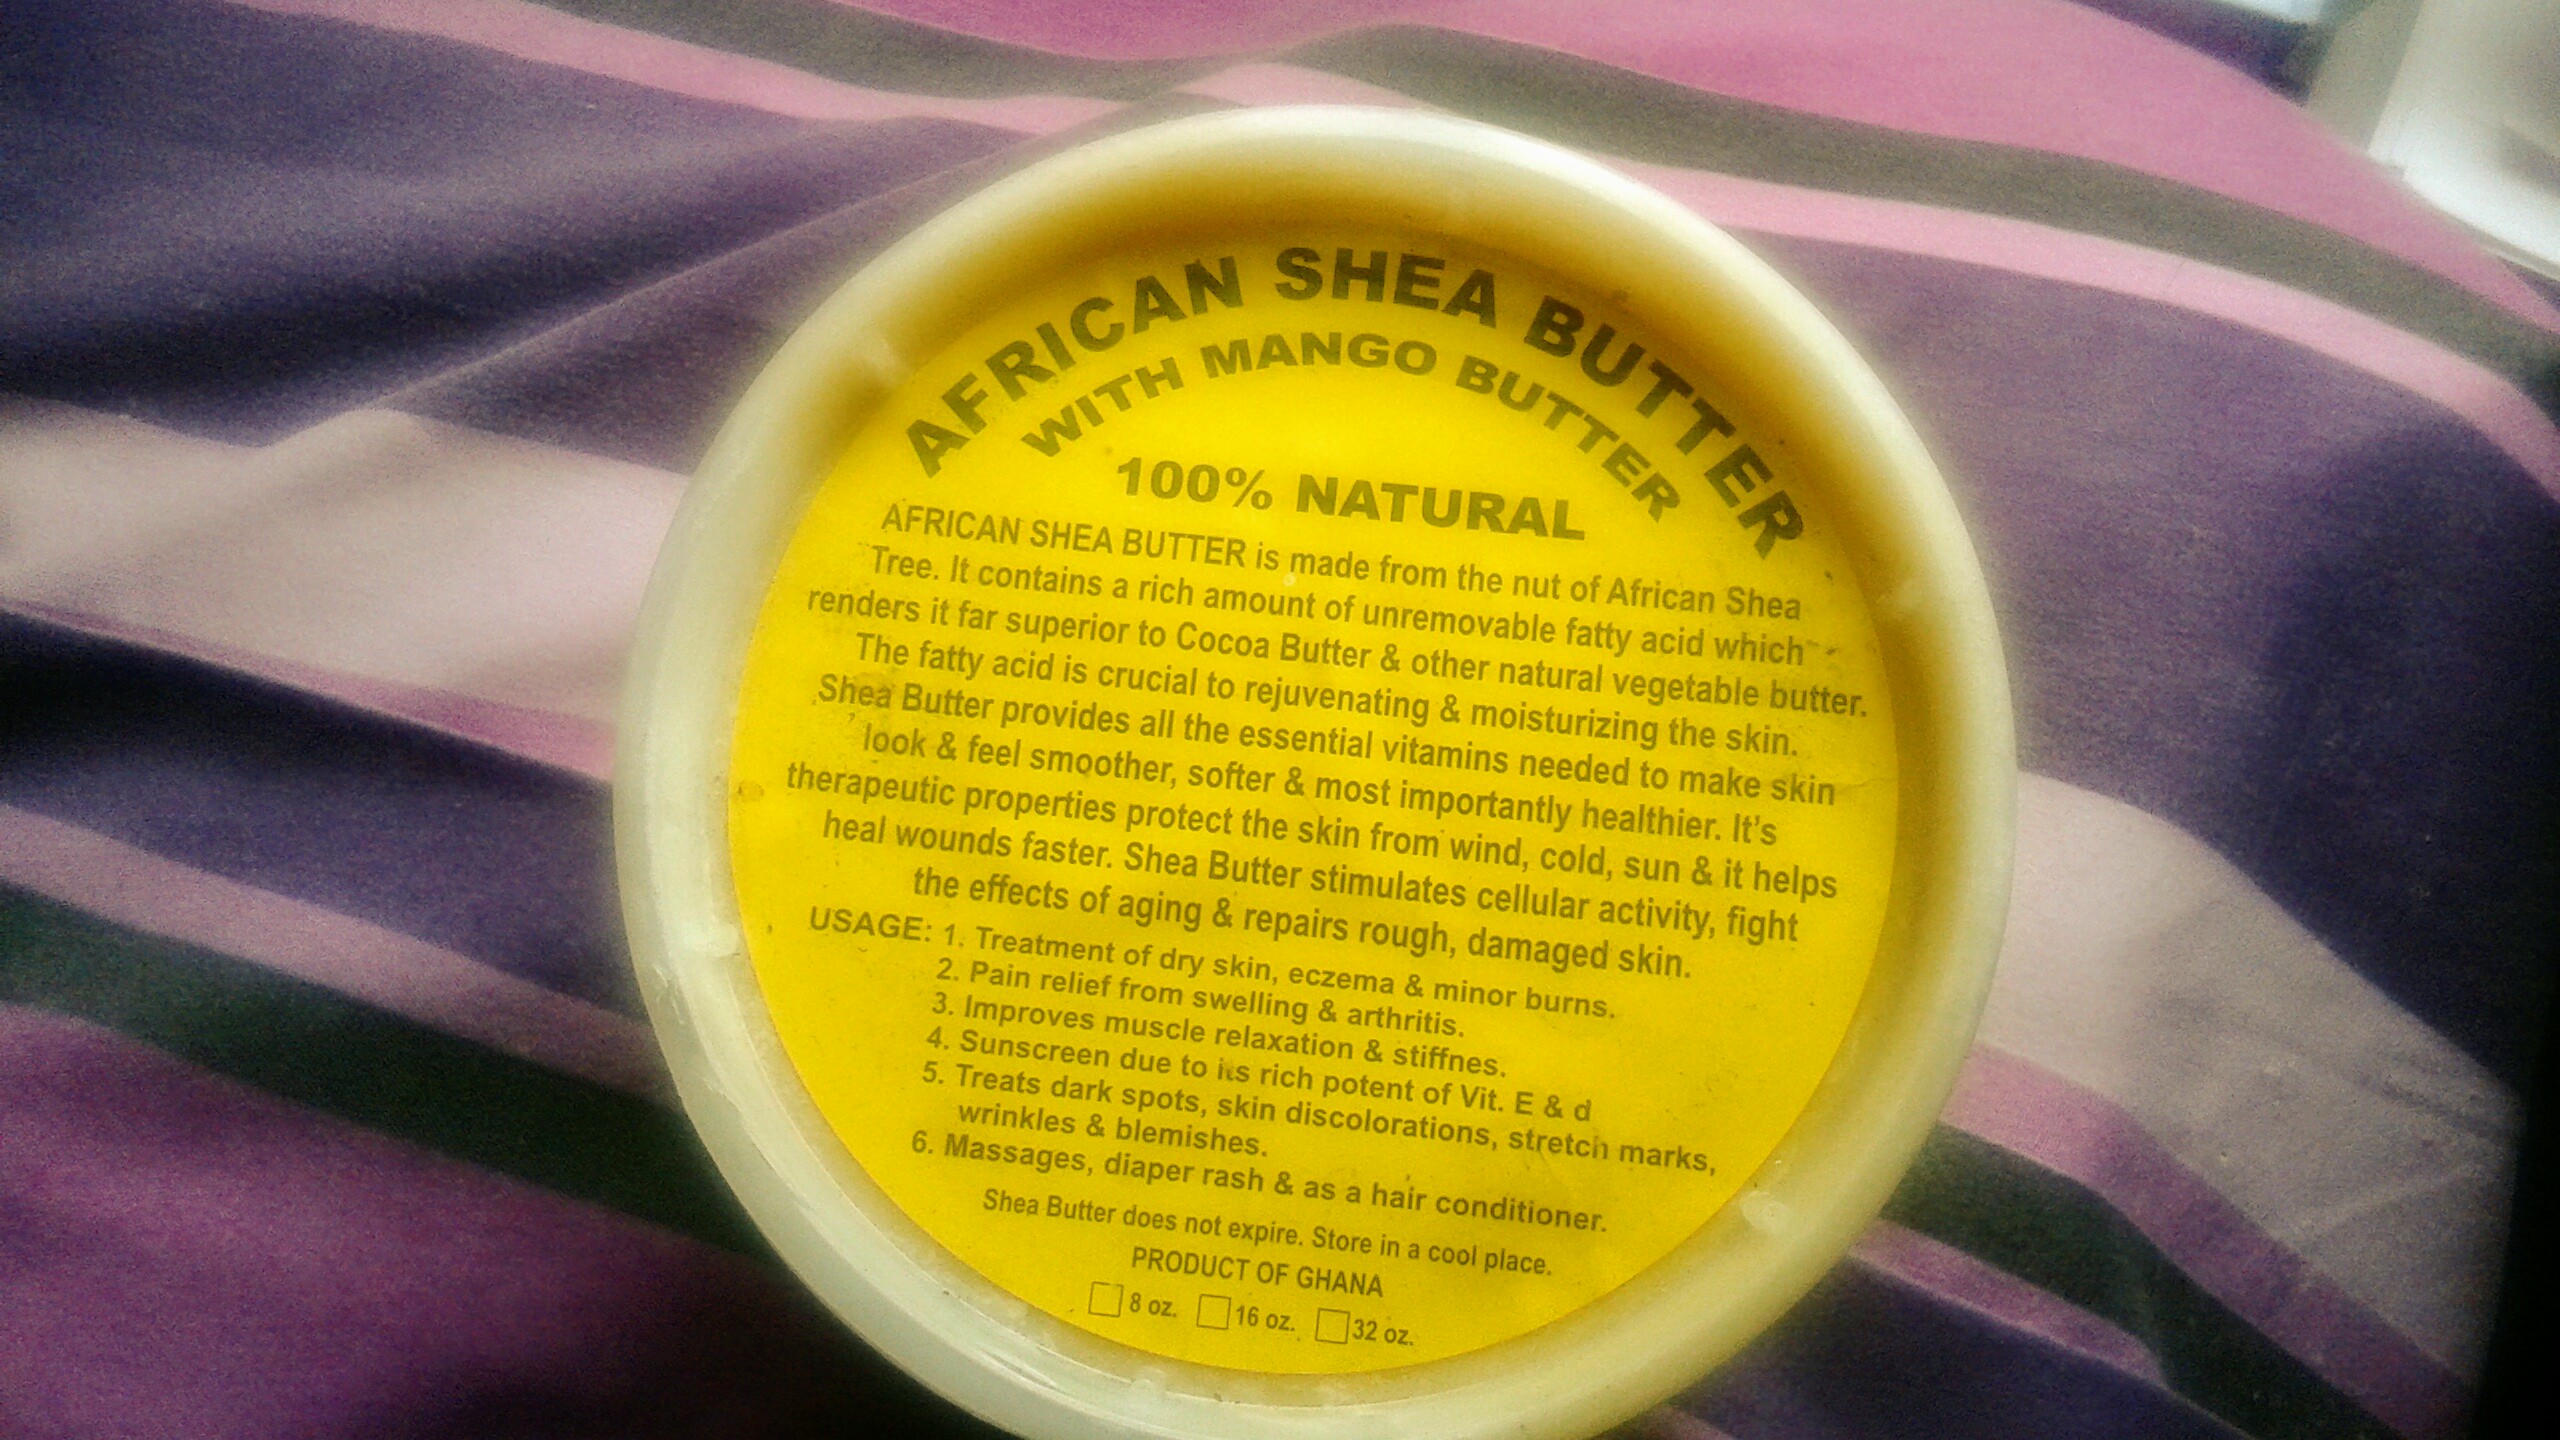 AFRICAN SHEA BUTTER
WITH MANGO BUTTER
100% NATURAL
AFRICAN SHEA BUTTER is made from the nut of African Shea
Tree. It contains a rich amount of unremovable fatty acid which
renders it far superior to Cocoa Butter & other natural vegetable butter.
The fatty acid is crucial to rejuvenating & moisturizing the skin.
Shea Butter provides all the essential vitamins needed to make skin
look & feel smoother, softer & most importantly healthier. It's
therapeutic properties protect the skin from wind, cold, sun & it helps
heal wounds faster. Shea Butter stimulates cellular activity, fight
the effects of aging & repairs rough, damaged skin.
USAGE: 1. Treatment of dry skin, eczema & minor burns.
2. Pain relief from swelling & arthritis.
3. Improves muscle relaxation & stiffnes.
4. Sunscreen due to its rich potent of Vit. E & d
5. Treats dark spots, skin discolorations, stretch marks,
wrinkles & blemishes.
6. Massages, diaper rash & as a hair conditioner.
Shea Butter does not expire. Store in a cool place.
PRODUCT OF GHANA
8 oz. 16 oz. 32 oz.